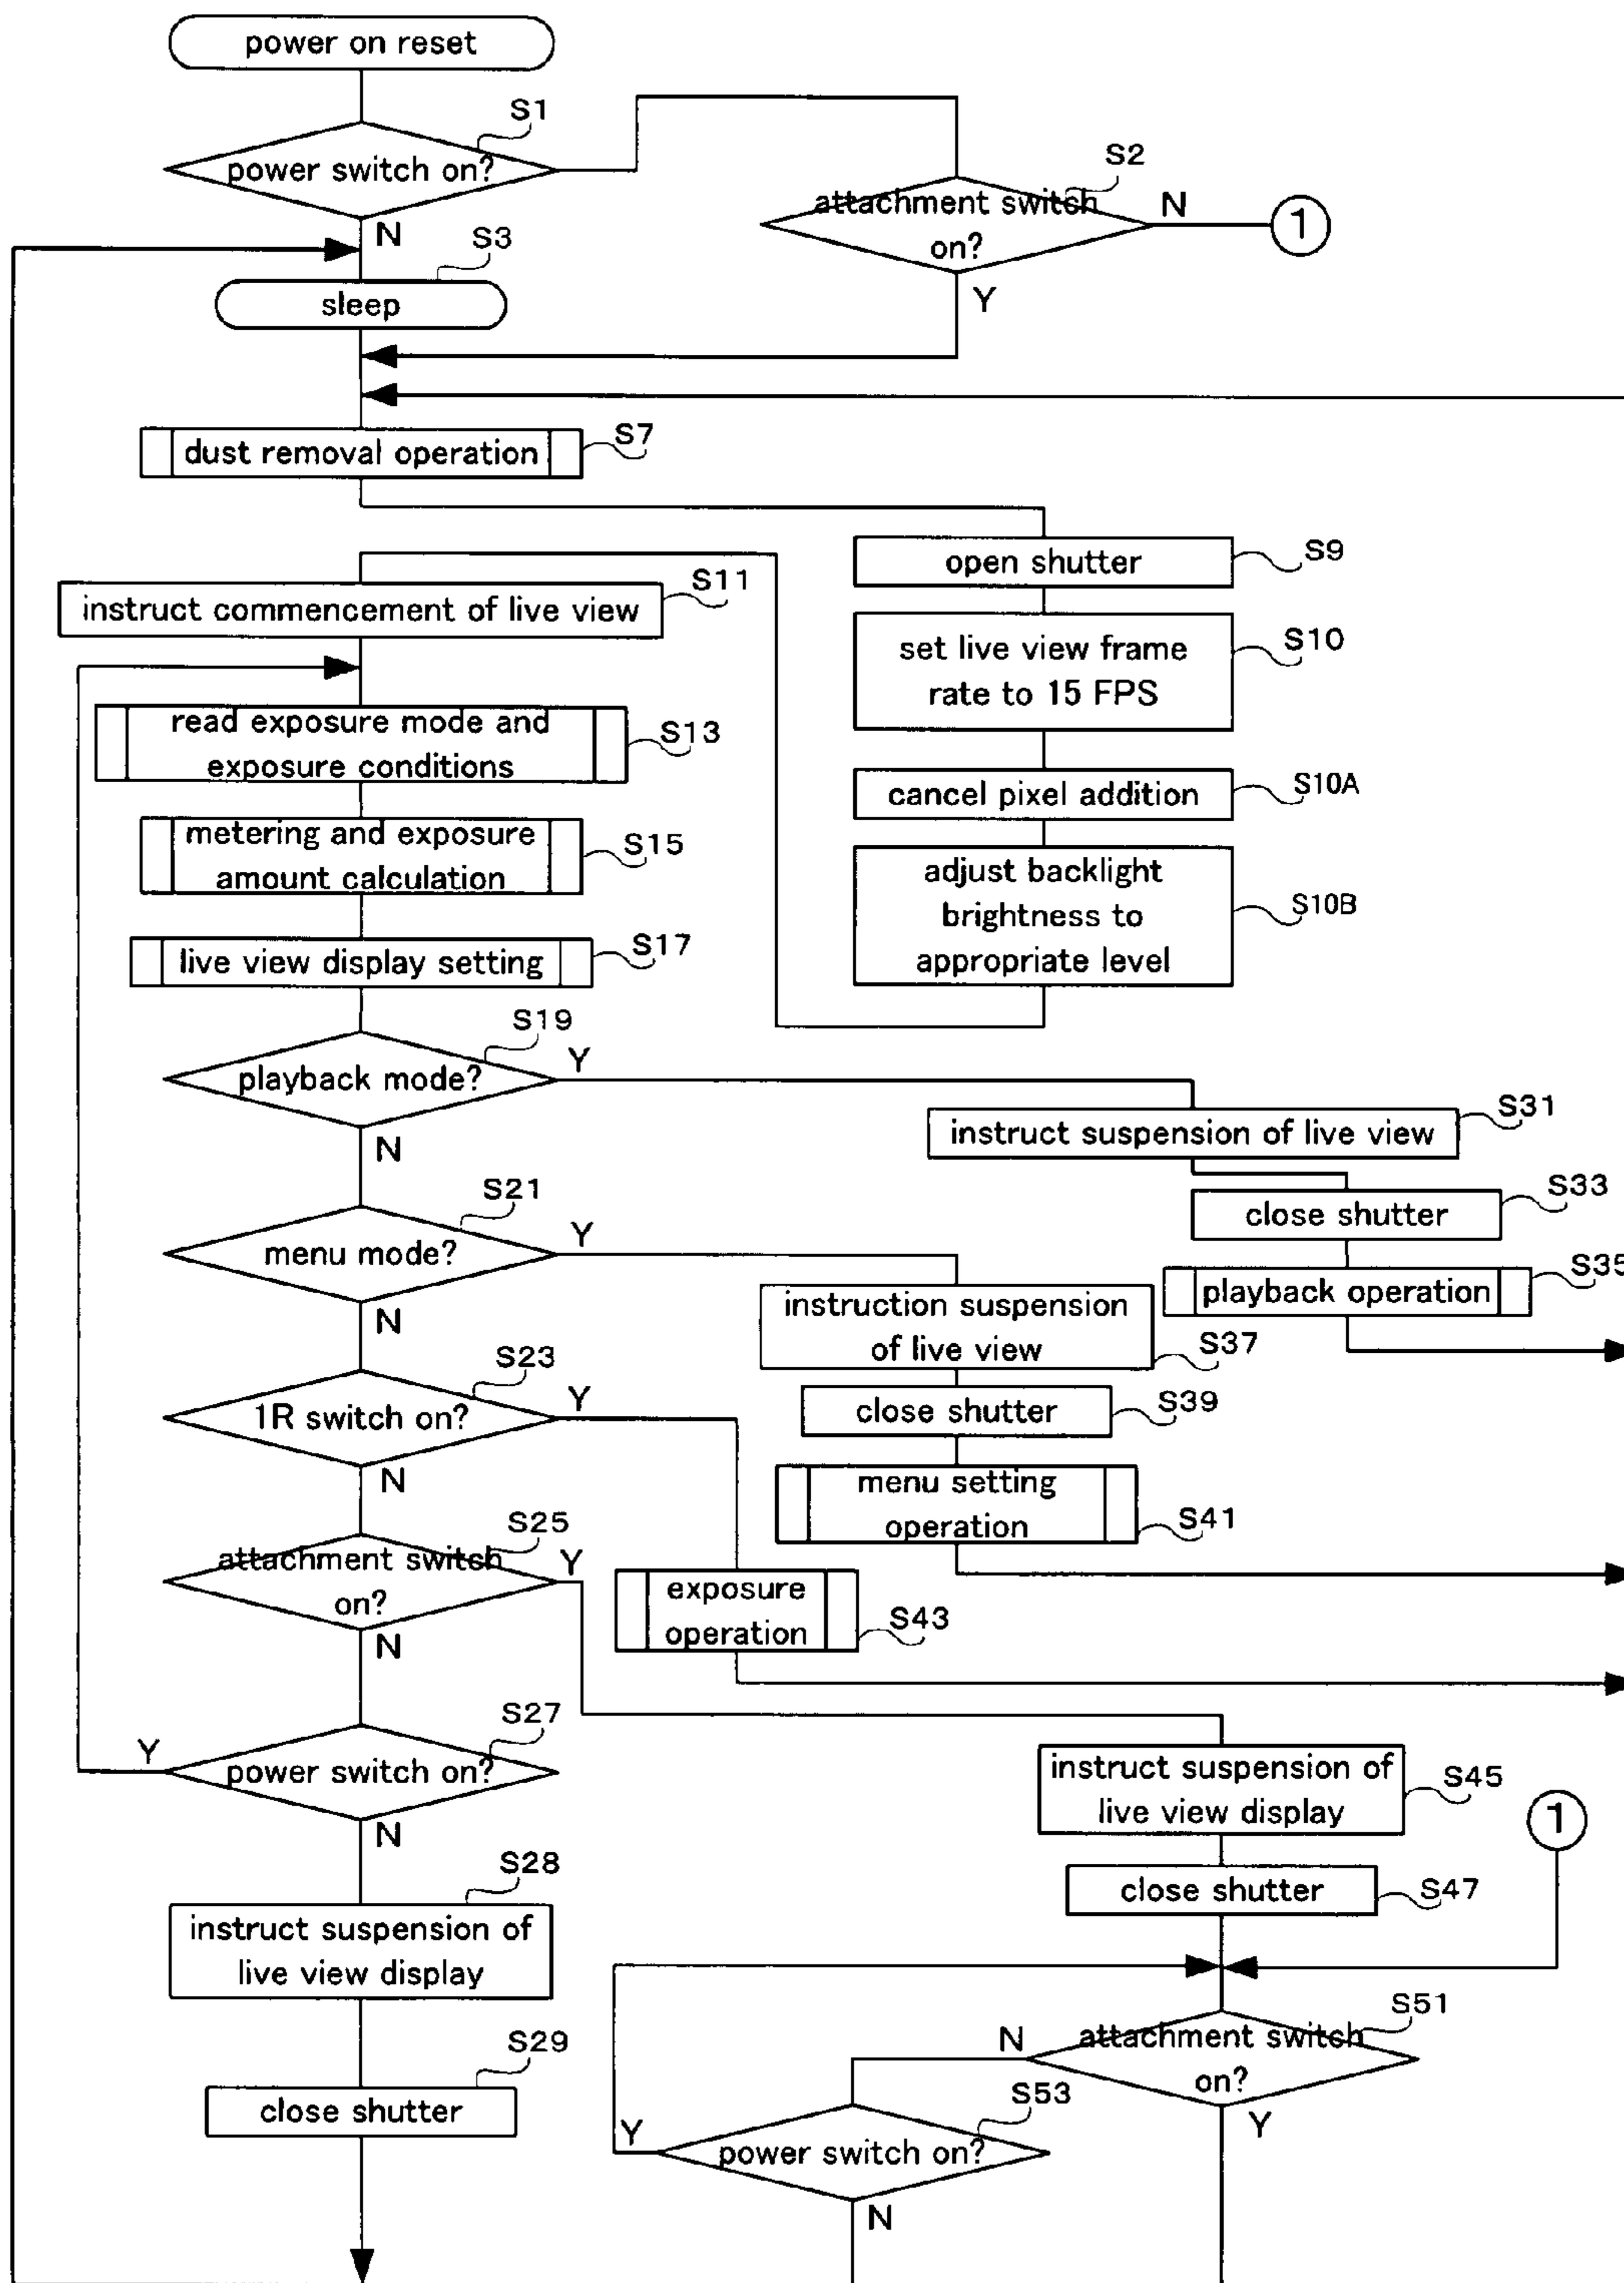 power on reset
S1
power switch on?
N
S2
attachment switch
on?
N
1
Y
S3
sleep
dust removal operation
S7
open shutter
S9
set live view frame
rate to 15 FPS
S10
cancel pixel addition
S10A
adjust backlight
brightness to
appropriate level
S10B
instruct commencement of live view
S11
read exposure mode and
exposure conditions
S13
metering and exposure
amount calculation
S15
live view display setting
S17
S19
playback mode?
Y
N
instruct suspension of live view
S31
close shutter
S33
playback operation
S35
S21
menu mode?
Y
N
instruction suspension
of live view
S37
close shutter
S39
menu setting
operation
S41
S23
1R switch on?
Y
N
exposure
operation
S43
S25
attachment switch
on?
Y
N
S27
power switch on?
Y
N
S28
instruct suspension of
live view display
S29
close shutter
instruct suspension of
live view display
S45
close shutter
S47
1
S51
attachment switch
on?
N
Y
S53
power switch on?
Y
N